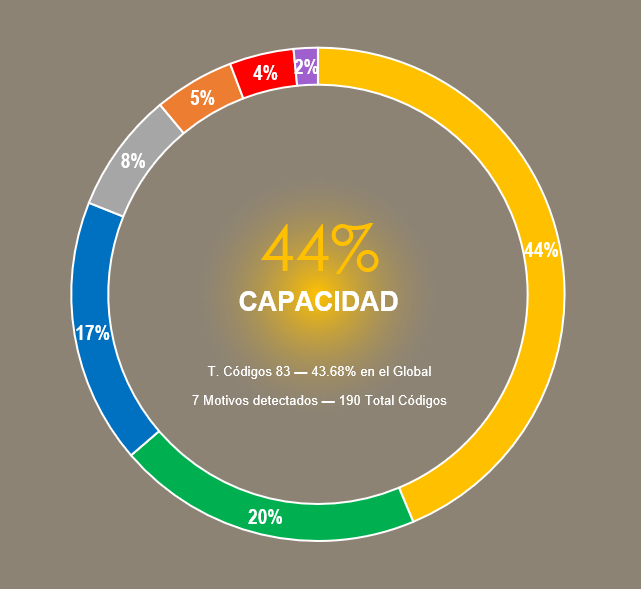 2%
4%
5%
8%
44%
44%
CAPACIDAD
17%
T. Códigos 83 — 43.68% en el Global
7 Motivos detectados — 190 Total Códigos
20%